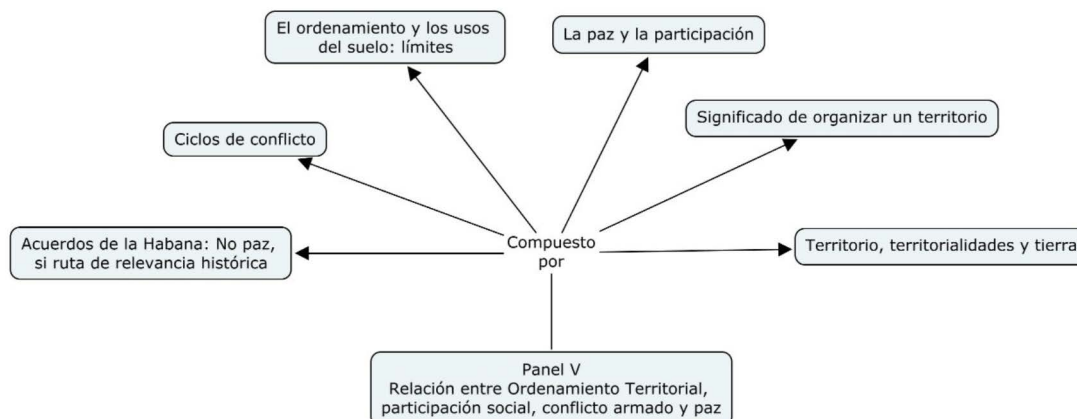 El ordenamiento y los usos
del suelo: límites
La paz y la participación
Ciclos de conflicto
Significado de organizar un territorio
Acuerdos de la Habana: No paz,
si ruta de relevancia histórica
Compuesto
por
Territorio, territorialidades y tierra
Panel V
Relación entre Ordenamiento Territorial,
participación social, conflicto armado y paz